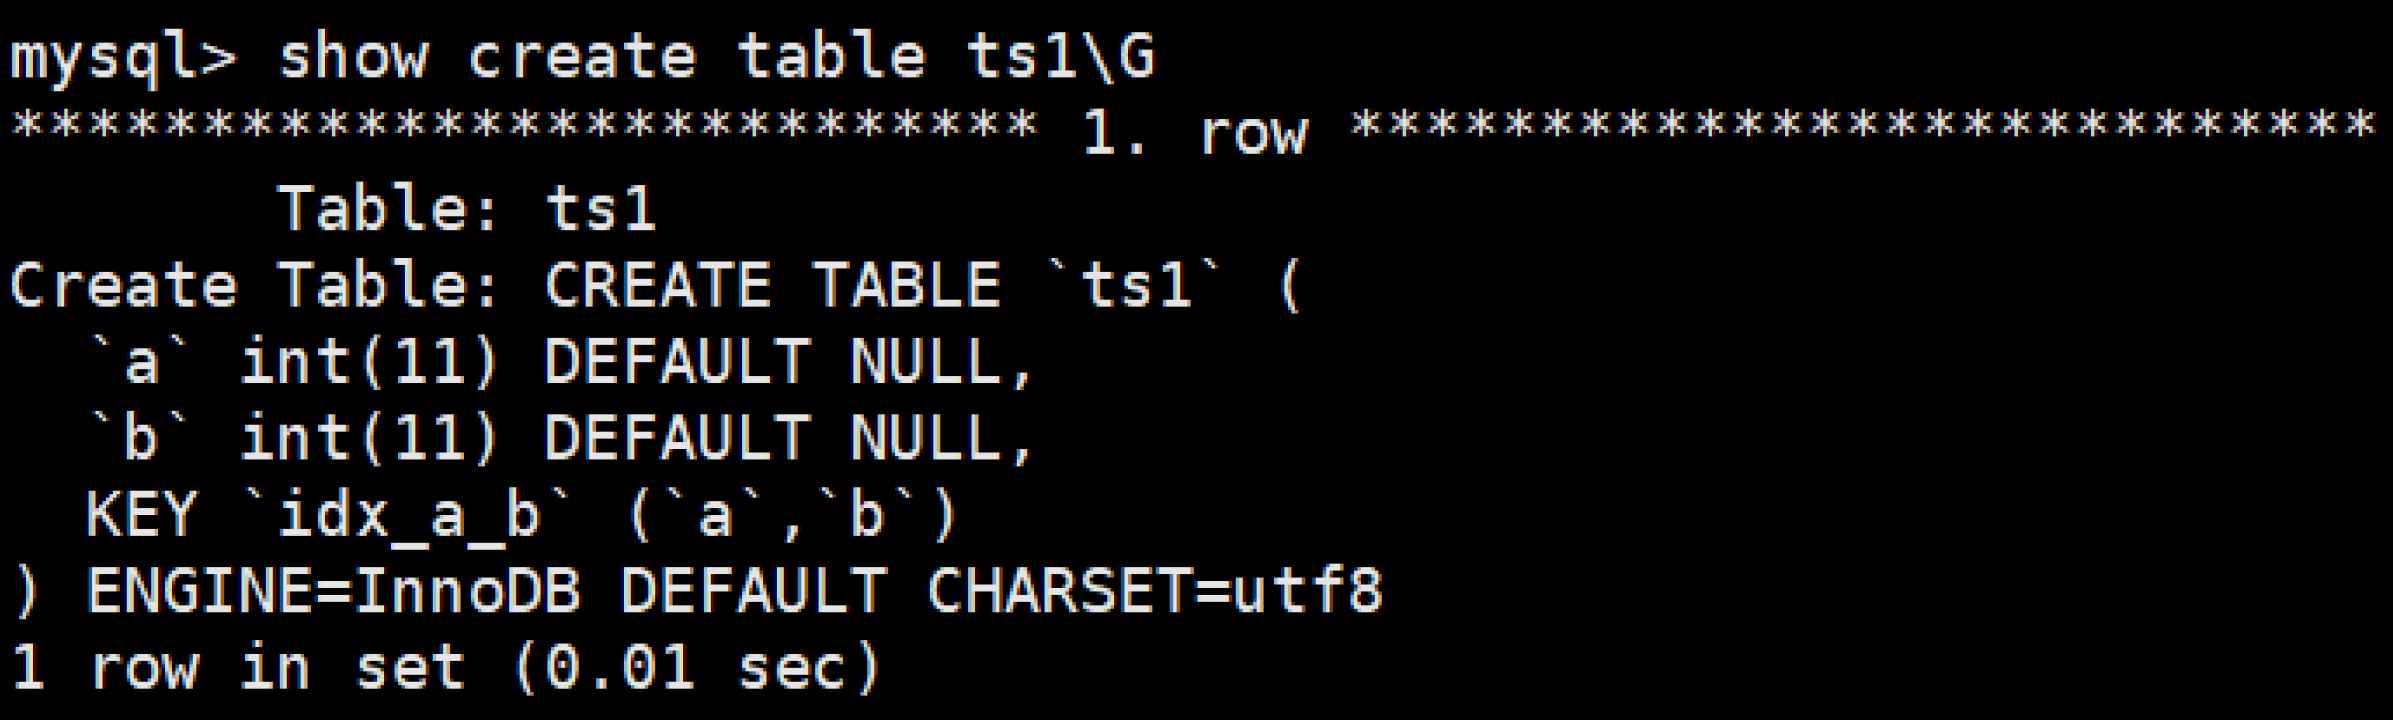 mysql> show create table ts1\G
*************************** 1. row ***************************
       Table: ts1
Create Table: CREATE TABLE `ts1` (
  `a` int(11) DEFAULT NULL,
  `b` int(11) DEFAULT NULL,
  KEY `idx_a_b` (`a`,`b`)
) ENGINE=InnoDB DEFAULT CHARSET=utf8
1 row in set (0.01 sec)